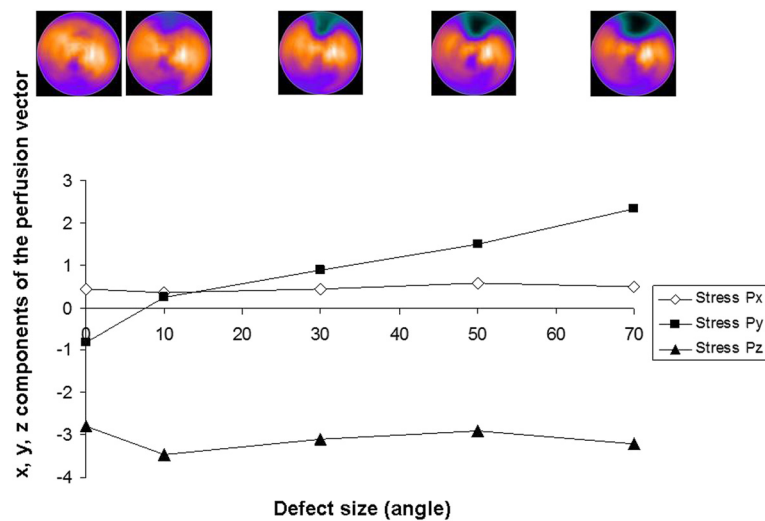 x, y, z components of the perfusion vector
3
2
1
0
-1
-2
-3
-4
0 10 20 30 40 50 60 70
Defect size (angle)
Stress Px
Stress Py
Stress Pz